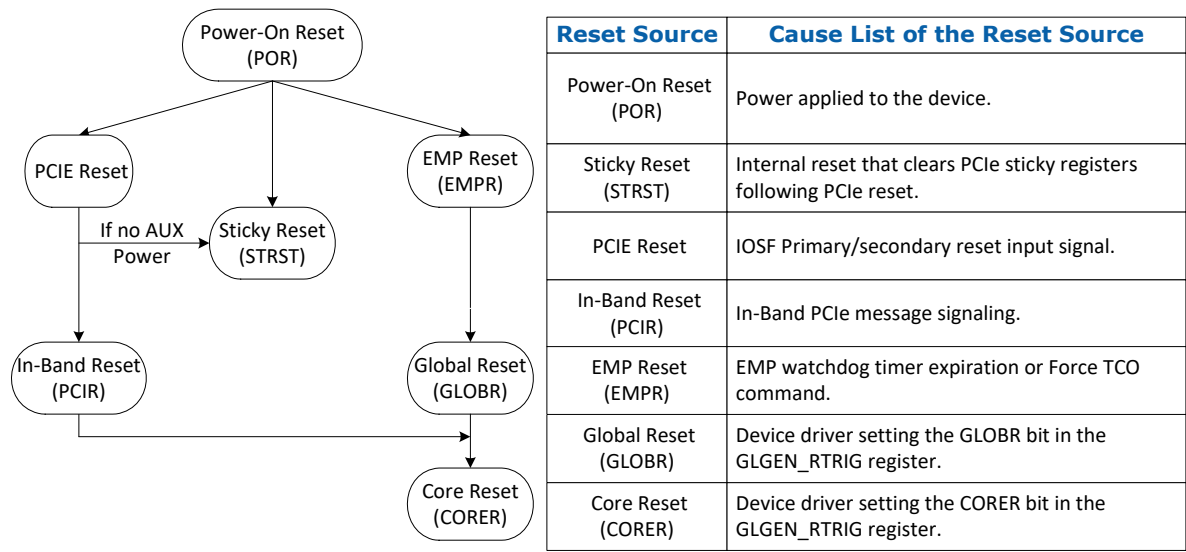 Power-On Reset
(POR)
PCIE Reset
EMP Reset
(EMPR)
If no AUX
Power
Sticky Reset
(STRST)
In-Band Reset
(PCIR)
Global Reset
(GLOBR)
Core Reset
(CORER)
Reset Source
Cause List of the Reset Source
Power-On Reset
(POR)
Power applied to the device.
Sticky Reset
(STRST)
Internal reset that clears PCIe sticky registers
following PCIe reset.
PCIE Reset
IOSF Primary/secondary reset input signal.
In-Band Reset
(PCIR)
In-Band PCIe message signaling.
EMP Reset
(EMPR)
EMP watchdog timer expiration or Force TCO
command.
Global Reset
(GLOBR)
Device driver setting the GLOBR bit in the
GLGEN_RTRIG register.
Core Reset
(CORER)
Device driver setting the CORER bit in the
GLGEN_RTRIG register.